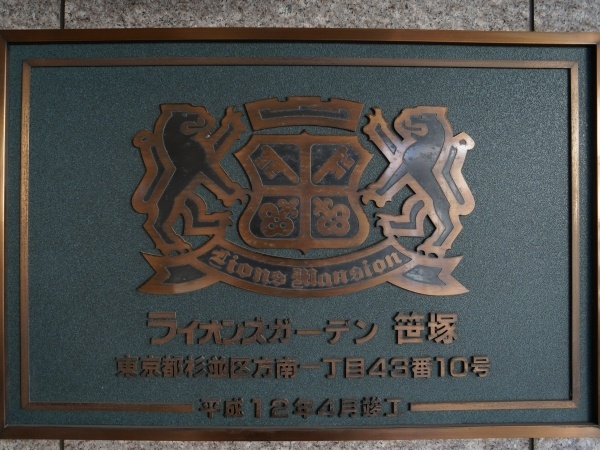 Lions Mansion
ライオンズガーデン 笹塚
東京都杉並区方南一丁目43番10号
平成12年4月竣工